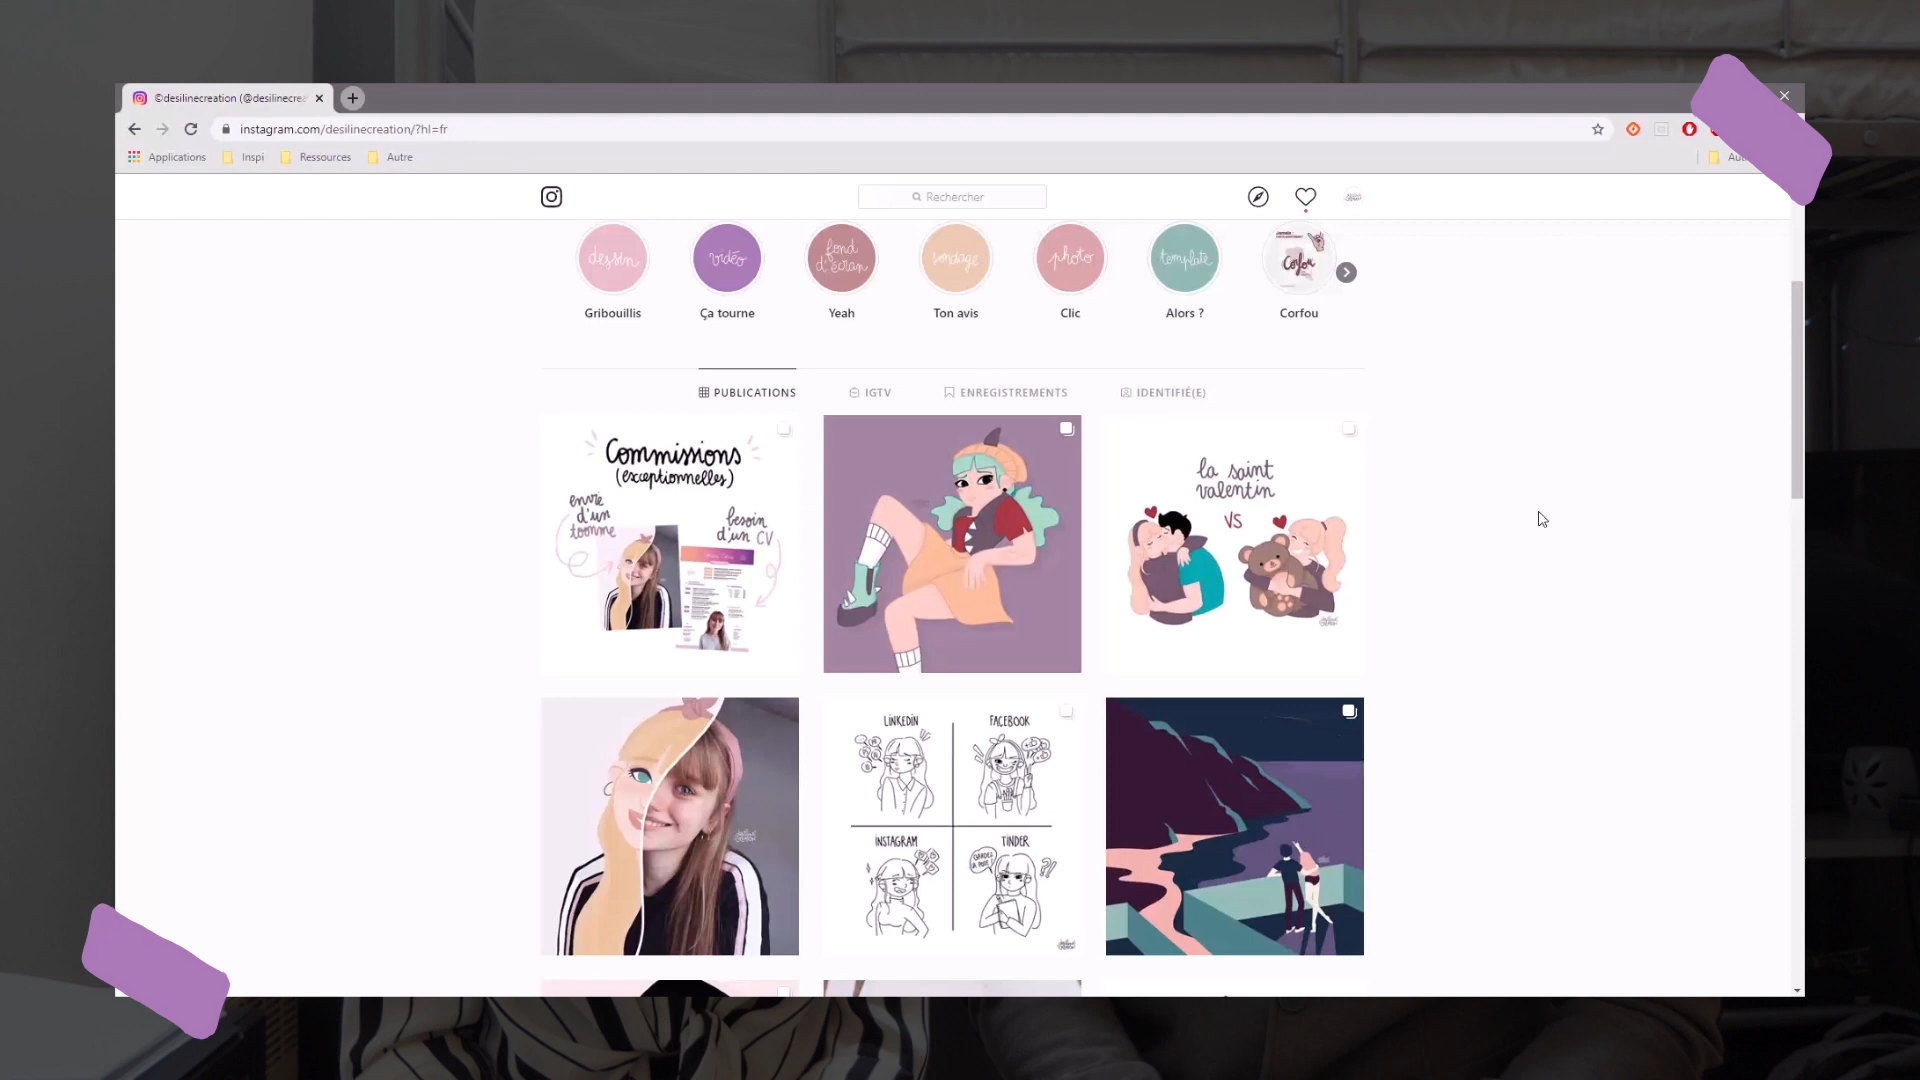 ©desilinecreation (@desilinecrea
instagram.com/desilinecreation/?hl=fr
Applications
Inspi
Ressources
Autre
Rechercher
dessin
vidéo
fond
d'écran
sondage
photo
template
Corfou
Gribouillis
Ça tourne
Yeah
Ton avis
Clic
Alors ?
Corfou
PUBLICATIONS
IGTV
ENREGISTREMENTS
IDENTIFIÉ(E)
Commissions
(exceptionnelles)
envie
d'un
toonme
besoin
d'un CV
la saint
valentin
VS
LINKEDIN
FACEBOOK
INSTAGRAM
TINDER